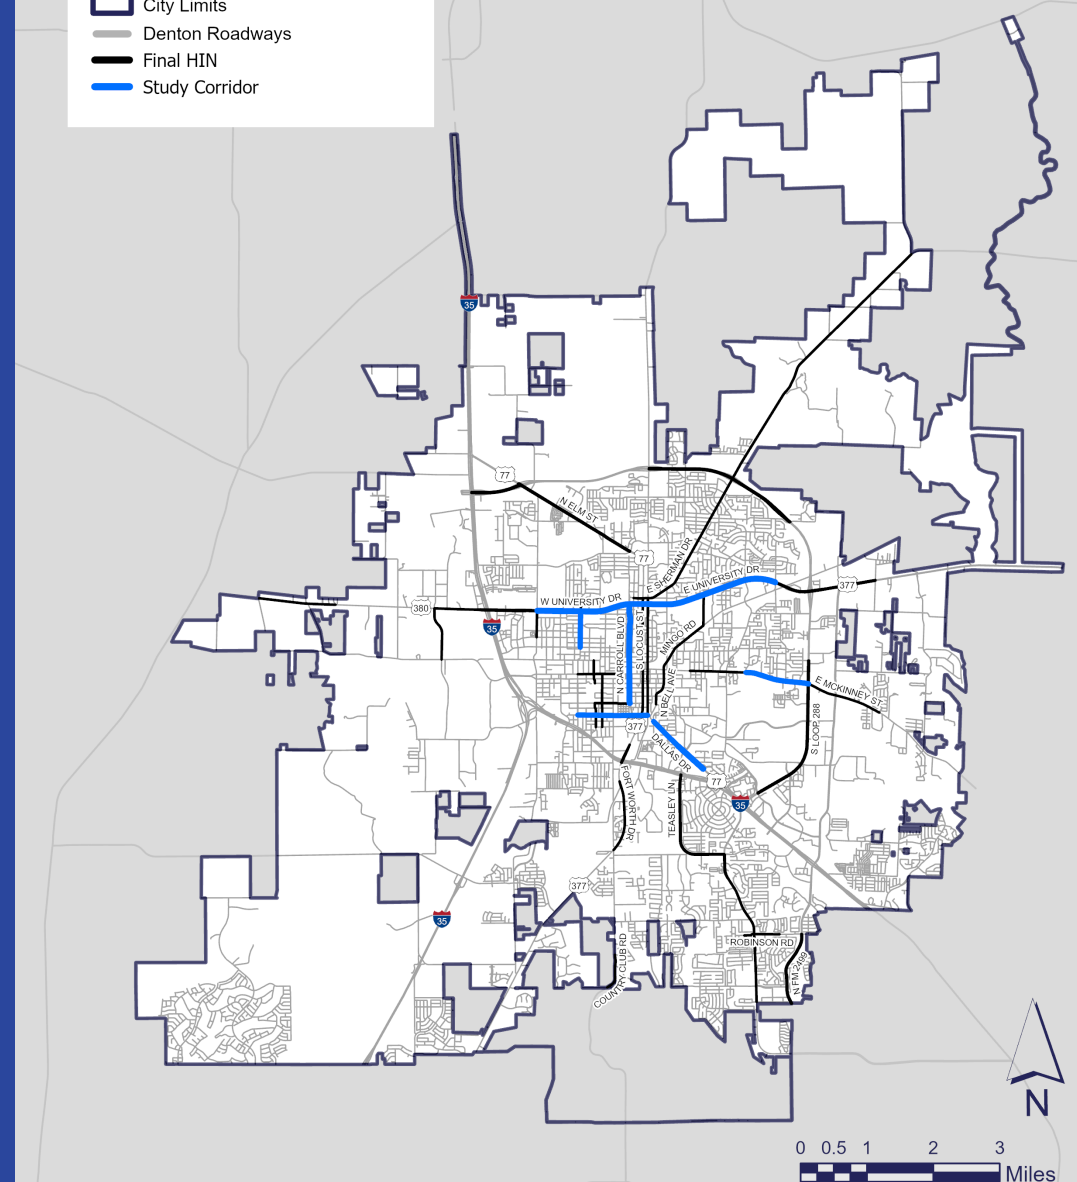 City Limits
Denton Roadways
Final HIN
Study Corridor
35
77
N ELM ST
77
E SHERMAN DR
E UNIVERSITY DR
377
W UNIVERSITY DR
380
35
N CARROLL BLVD
S LOCUST ST
MINGO RD
N BELL AVE
E MCKINNEY ST
S LOOP 288
377
DALLAS DR
77
35
FORT WORTH DR
TEASLEY LN
377
35
ROBINSON RD
COUNTRY CLUB RD
N FM 2499
N
0 0.5 1 2 3
Miles